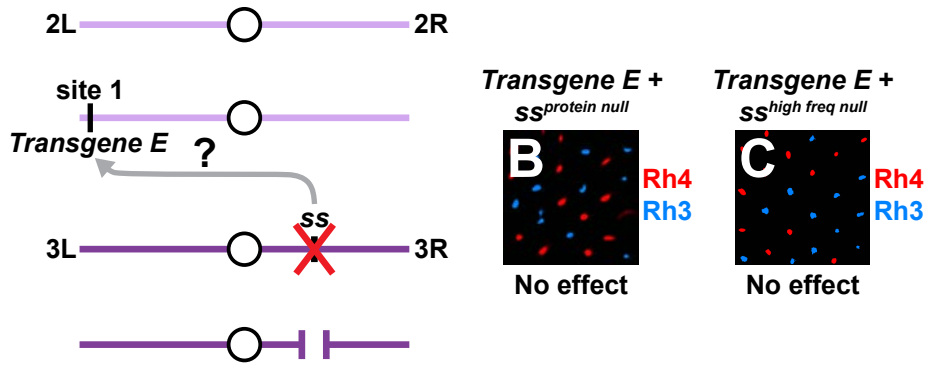 2L 2R
site 1
Transgene E
?
ss
3L 3R
Transgene E +
ss^protein null
B
Rh4
Rh3
No effect
Transgene E +
ss^high freq null
C
Rh4
Rh3
No effect